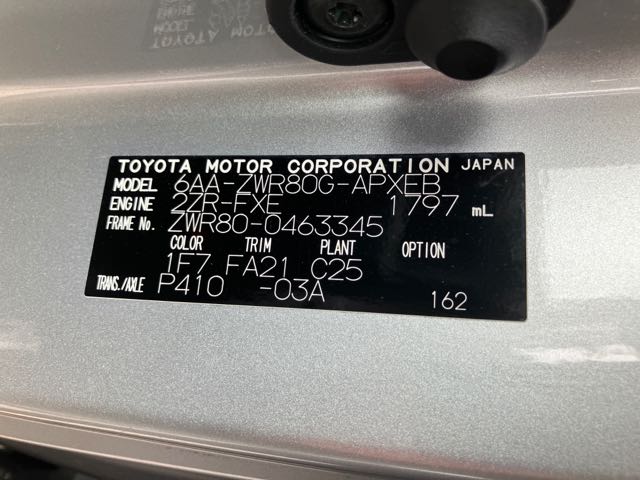 TOYOTA MOTOR CORPORATION JAPAN
MODEL 6AA-ZWR80G-APXEB
ENGINE 2ZR-FXE 1797 mL
FRAME No. ZWR80-0463345
COLOR TRIM PLANT OPTION
1F7 FA21 C25
TRANS./AXLE P410 -03A 162